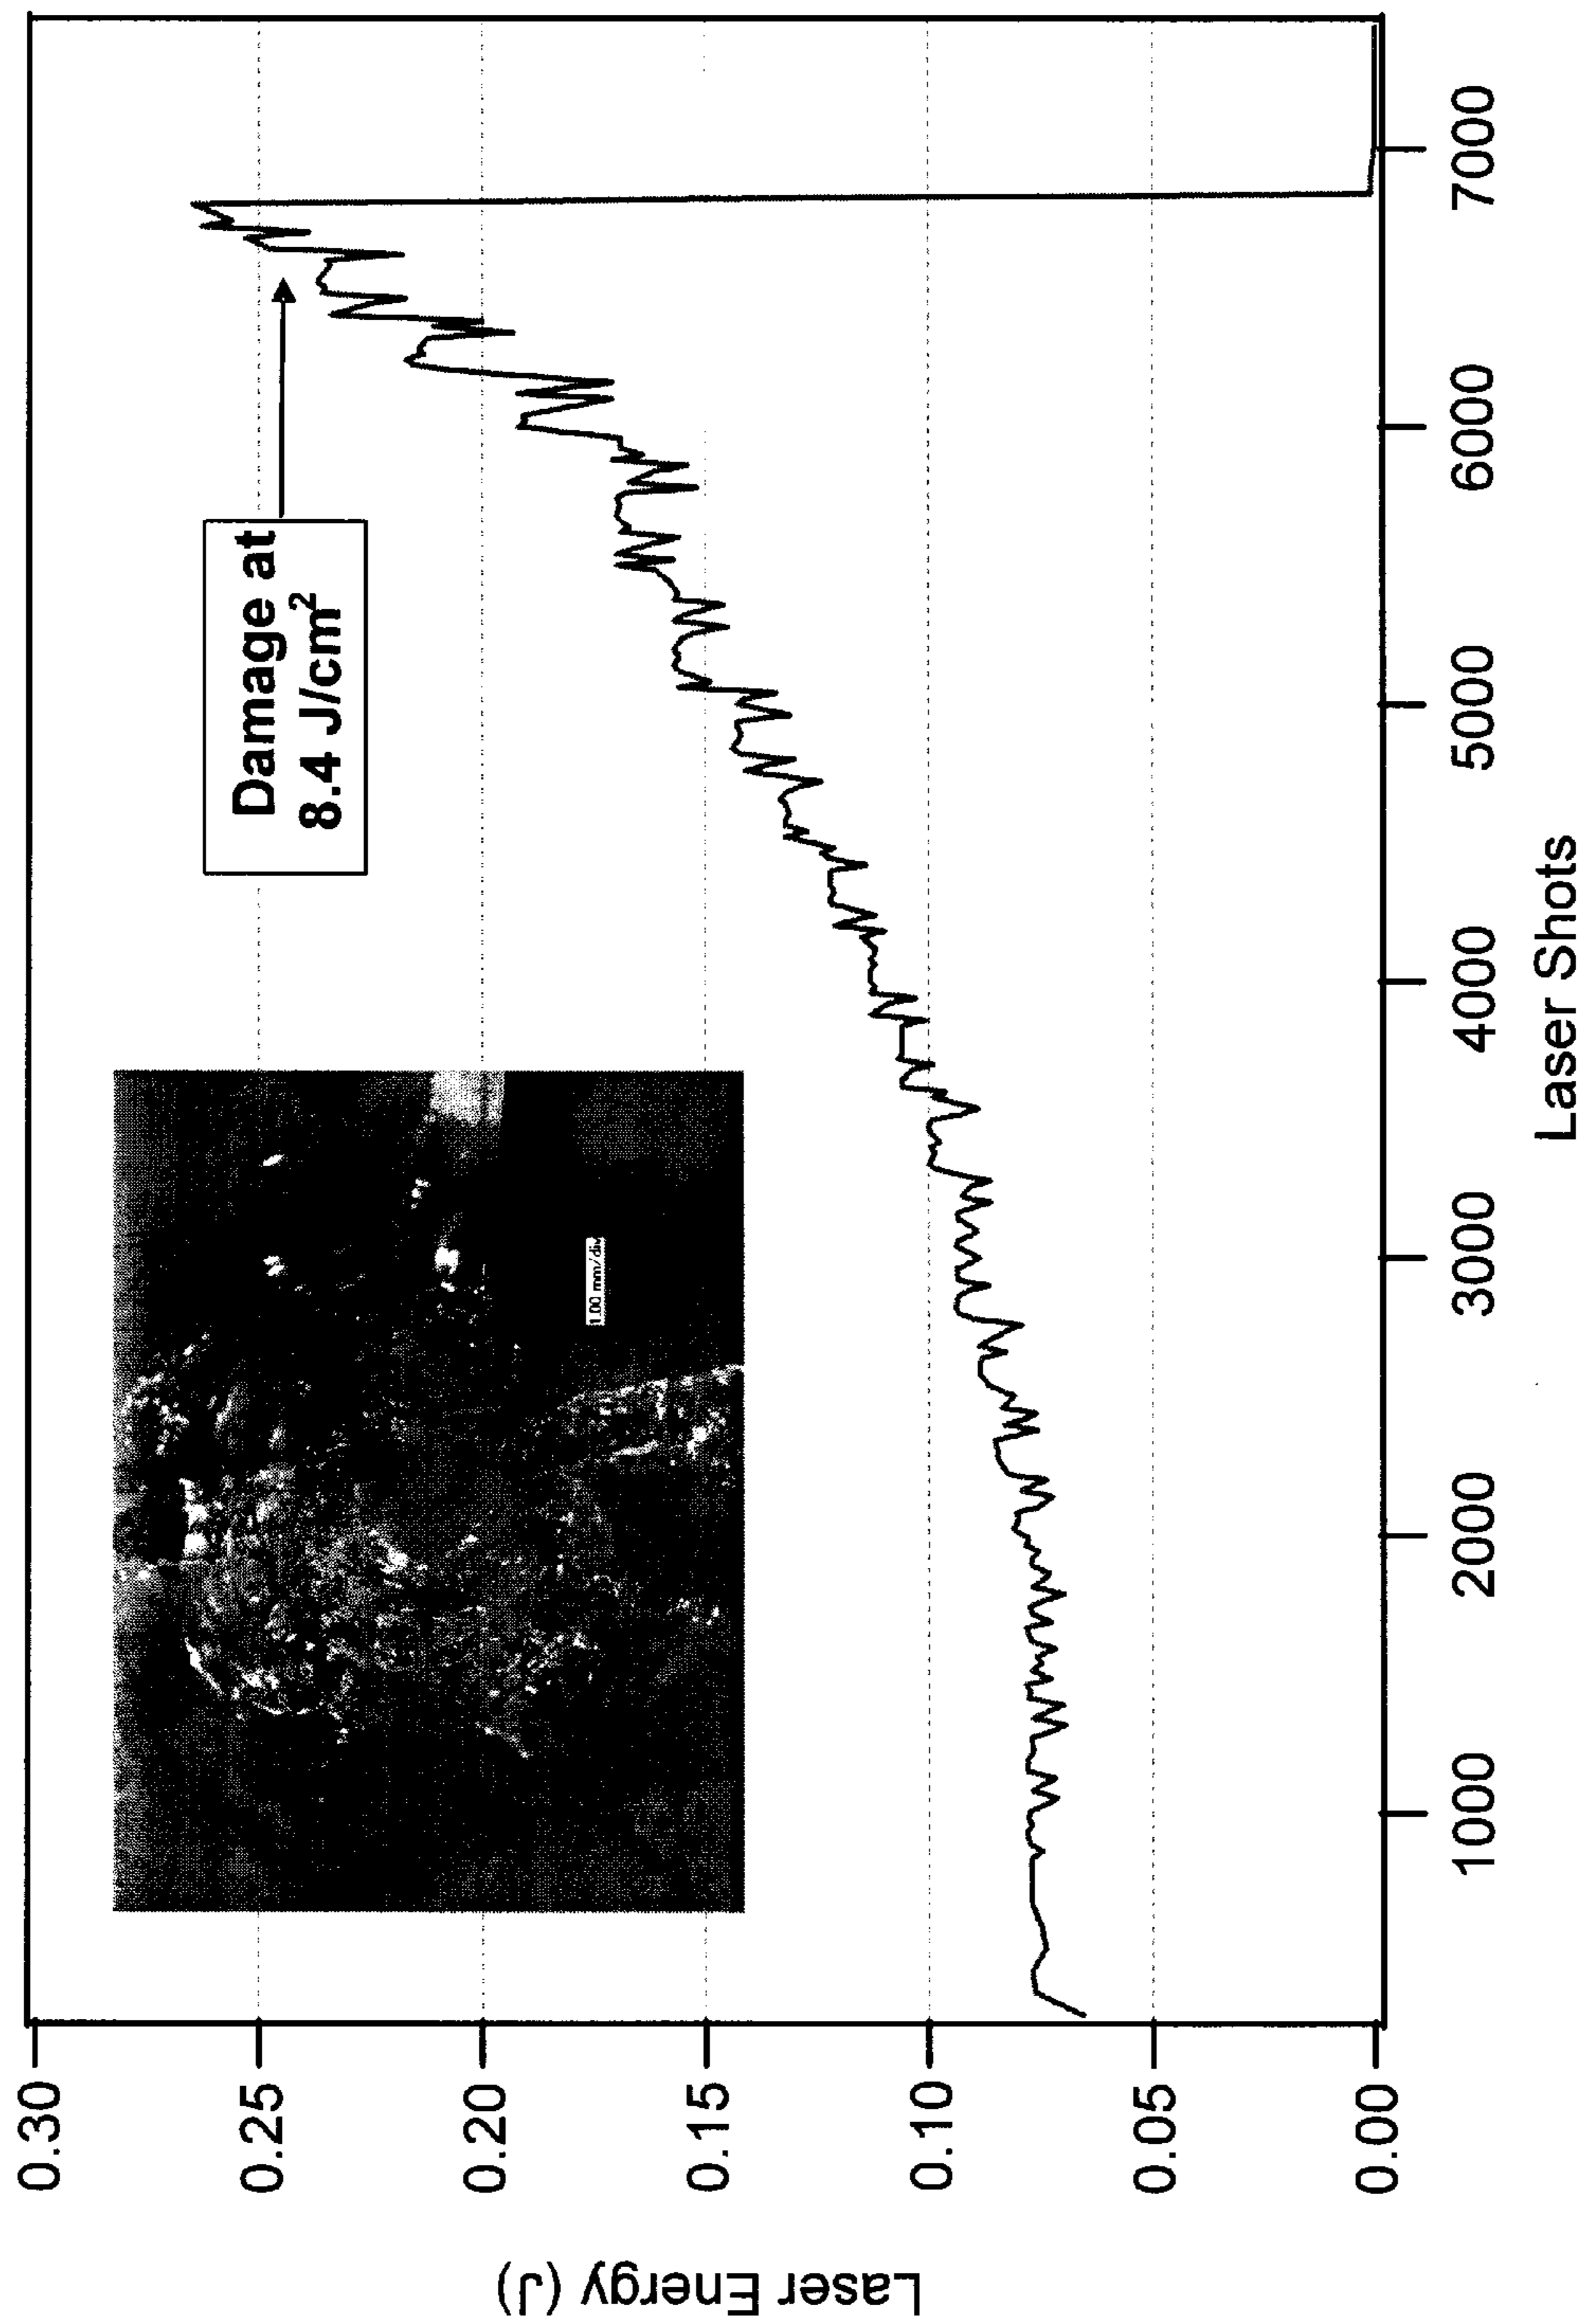 Laser Energy (J)
0.30
0.25
0.20
0.15
0.10
0.05
0.00
Damage at
8.4 J/cm²
1.00 mm/div
1000
2000
3000
4000
5000
6000
7000
Laser Shots